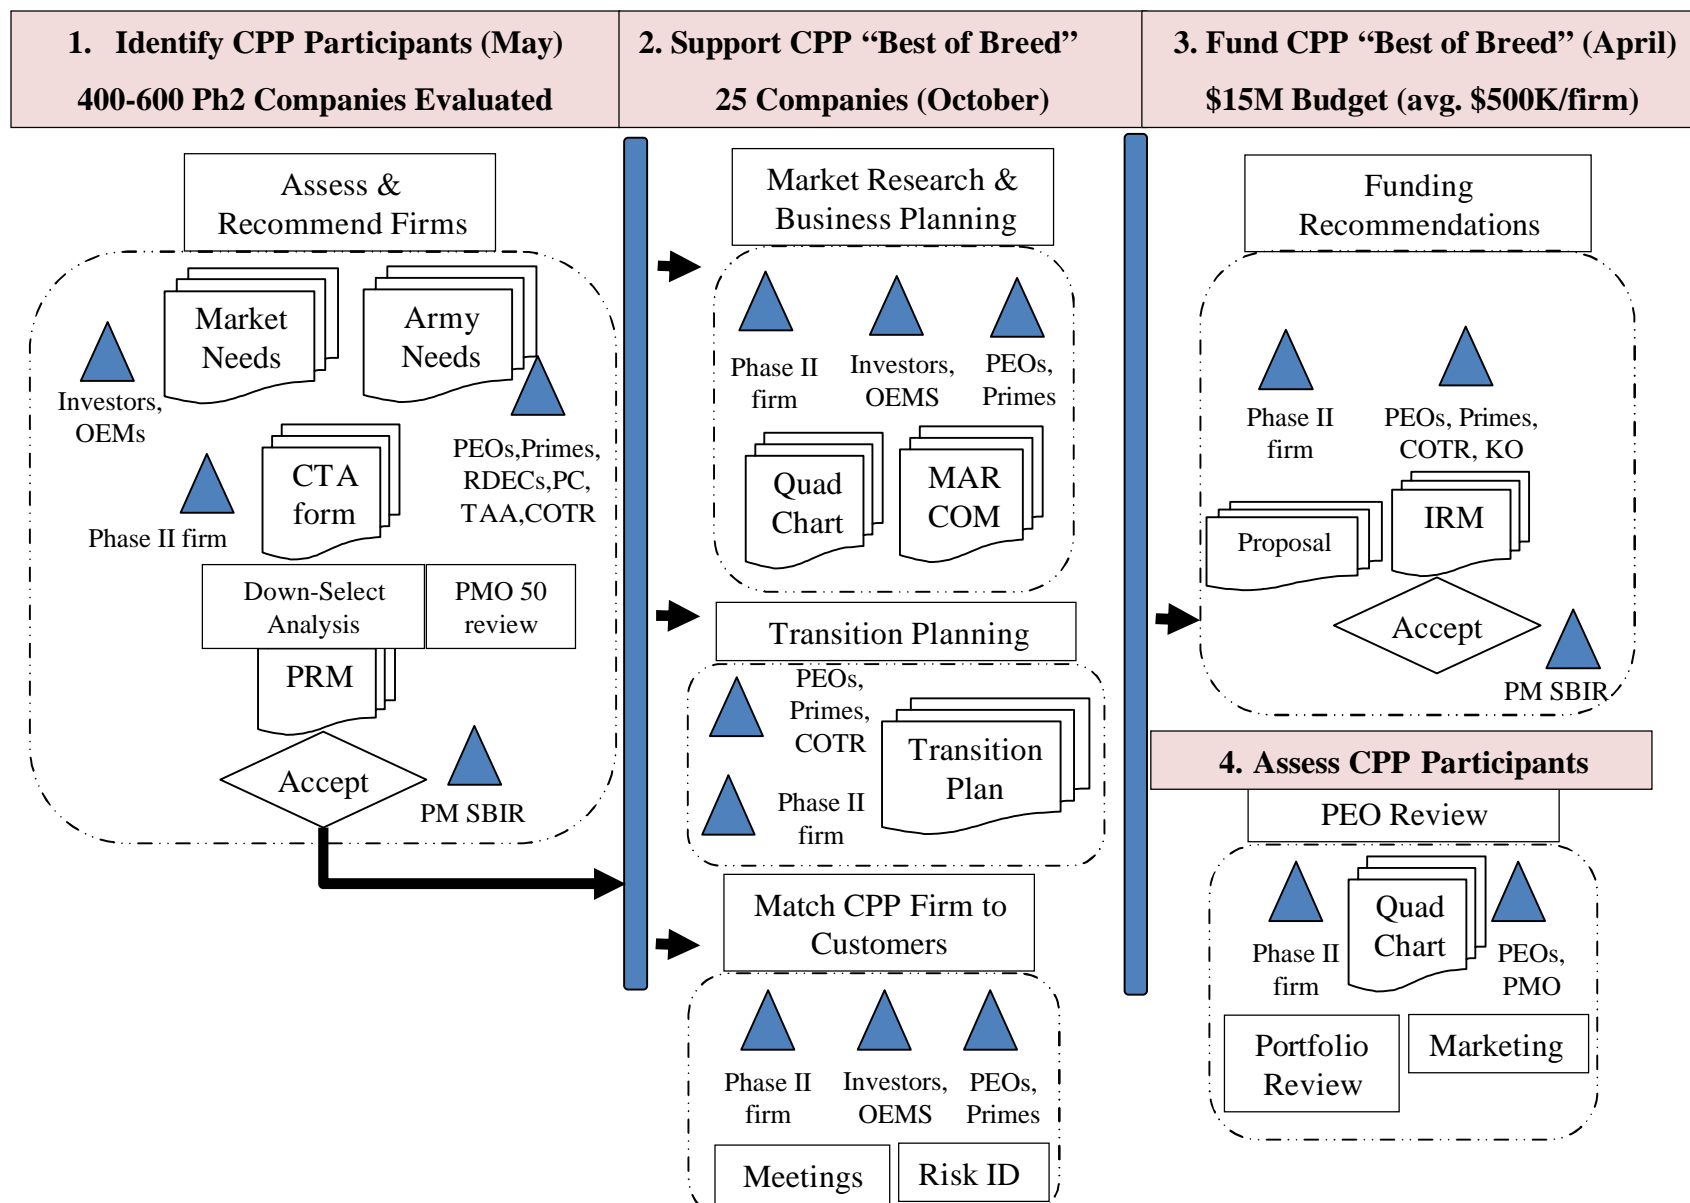 1. Identify CPP Participants (May)
400-600 Ph2 Companies Evaluated
2. Support CPP “Best of Breed”
25 Companies (October)
3. Fund CPP “Best of Breed” (April)
$15M Budget (avg. $500K/firm)
Assess &
Recommend Firms
Market
Needs
Army
Needs
Investors,
OEMs
PEOs,Primes,
RDECs,PC,
TAA,COTR
CTA
form
Phase II firm
Down-Select
Analysis
PMO 50
review
PRM
Accept
PM SBIR
Market Research &
Business Planning
Phase II
firm
Investors,
OEMS
PEOs,
Primes
Quad
Chart
MAR
COM
Transition Planning
PEOs,
Primes,
COTR
Phase II
firm
Transition
Plan
Match CPP Firm to
Customers
Phase II
firm
Investors,
OEMS
PEOs,
Primes
Meetings
Risk ID
Funding
Recommendations
Phase II
firm
PEOs, Primes,
COTR, KO
Proposal
IRM
Accept
PM SBIR
4. Assess CPP Participants
PEO Review
Phase II
firm
Quad
Chart
PEOs,
PMO
Portfolio
Review
Marketing